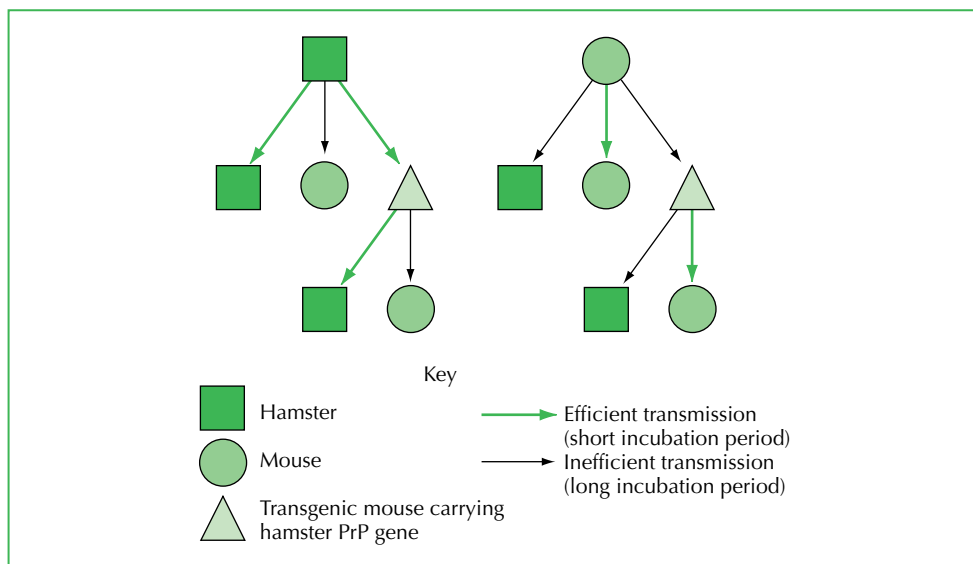 Key
Hamster
Mouse
Transgenic mouse carrying
hamster PrP gene
Efficient transmission
(short incubation period)
Inefficient transmission
(long incubation period)